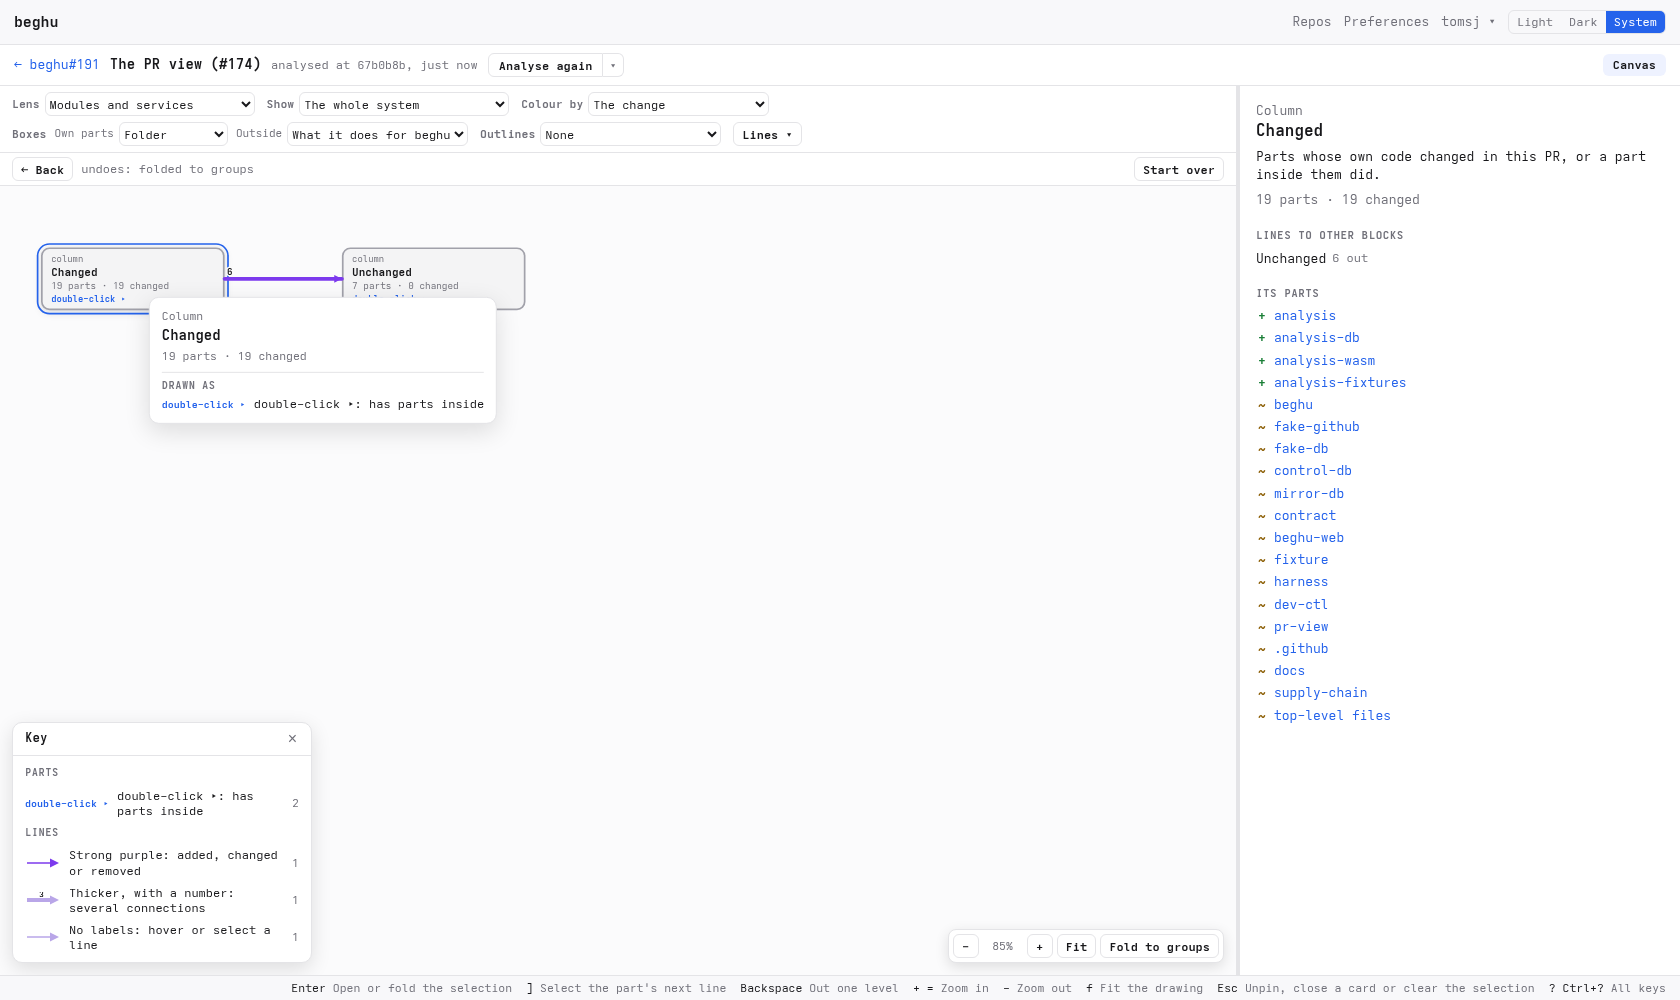 beghu
Repos Preferences tomsj ▾ Light Dark System
← beghu#191 The PR view (#174) analysed at 67b0b8b, just now Analyse again ▾ Canvas
Lens Modules and services Show The whole system Colour by The change
Boxes Own parts Folder Outside What it does for beghu Outlines None Lines ▾
← Back undoes: folded to groups Start over
column
Changed
19 parts · 19 changed
double-click ▸
6
column
Unchanged
7 parts · 0 changed
Column
Changed
19 parts · 19 changed
DRAWN AS
double-click ▸ double-click ▸: has parts inside
Key ×
PARTS
double-click ▸ double-click ▸: has
parts inside 2
LINES
Strong purple: added, changed
or removed 1
3 Thicker, with a number:
several connections 1
No labels: hover or select a
line 1
− 85% + Fit Fold to groups
Column
Changed
Parts whose own code changed in this PR, or a part
inside them did.
19 parts · 19 changed
LINES TO OTHER BLOCKS
Unchanged 6 out
ITS PARTS
+ analysis
+ analysis-db
+ analysis-wasm
+ analysis-fixtures
~ beghu
~ fake-github
~ fake-db
~ control-db
~ mirror-db
~ contract
~ beghu-web
~ fixture
~ harness
~ dev-ctl
~ pr-view
~ .github
~ docs
~ supply-chain
~ top-level files
Enter Open or fold the selection ] Select the part's next line Backspace Out one level + = Zoom in − Zoom out f Fit the drawing Esc Unpin, close a card or clear the selection ? Ctrl+? All keys